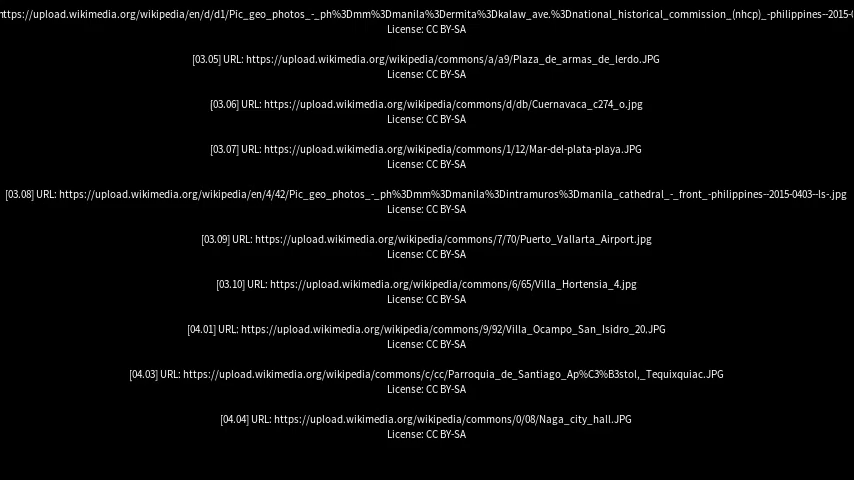 https://upload.wikimedia.org/wikipedia/en/d/d1/Pic_geo_photos_-_ph%3Dmm%3Dmanila%3Dermita%3Dkalaw_ave.%3Dnational_historical_commission_(nhcp)_-philippines--2015-0
License: CC BY-SA
[03.05] URL: https://upload.wikimedia.org/wikipedia/commons/a/a9/Plaza_de_armas_de_lerdo.JPG
License: CC BY-SA
[03.06] URL: https://upload.wikimedia.org/wikipedia/commons/d/db/Cuernavaca_c274_o.jpg
License: CC BY-SA
[03.07] URL: https://upload.wikimedia.org/wikipedia/commons/1/12/Mar-del-plata-playa.JPG
License: CC BY-SA
[03.08] URL: https://upload.wikimedia.org/wikipedia/en/4/42/Pic_geo_photos_-_ph%3Dmm%3Dmanila%3Dintramuros%3Dmanila_cathedral_-_front_-philippines--2015-0403--ls-.jpg
License: CC BY-SA
[03.09] URL: https://upload.wikimedia.org/wikipedia/commons/7/70/Puerto_Vallarta_Airport.jpg
License: CC BY-SA
[03.10] URL: https://upload.wikimedia.org/wikipedia/commons/6/65/Villa_Hortensia_4.jpg
License: CC BY-SA
[04.01] URL: https://upload.wikimedia.org/wikipedia/commons/9/92/Villa_Ocampo_San_Isidro_20.JPG
License: CC BY-SA
[04.03] URL: https://upload.wikimedia.org/wikipedia/commons/c/cc/Parroquia_de_Santiago_Ap%C3%B3stol,_Tequixquiac.JPG
License: CC BY-SA
[04.04] URL: https://upload.wikimedia.org/wikipedia/commons/0/08/Naga_city_hall.JPG
License: CC BY-SA